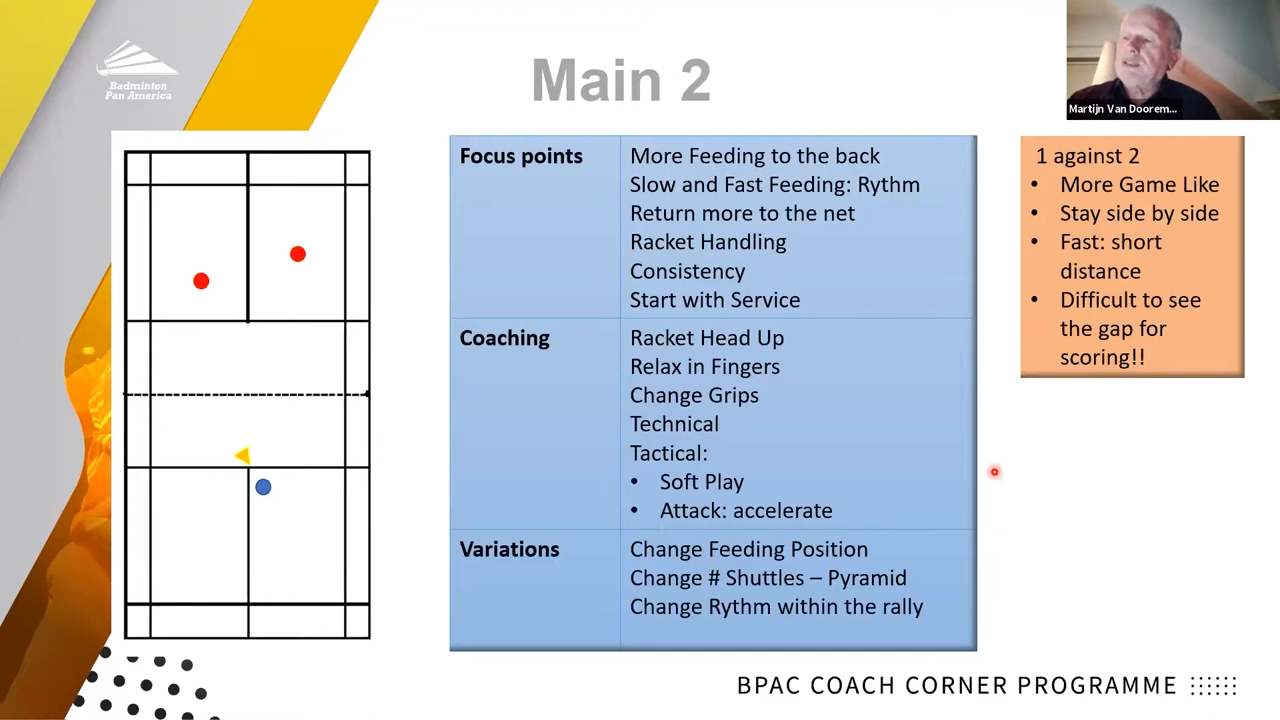 Badminton
Pan America
Main 2
Martijn Van Doorem...
Focus points
More Feeding to the back
Slow and Fast Feeding: Rythm
Return more to the net
Racket Handling
Consistency
Start with Service
Coaching
Racket Head Up
Relax in Fingers
Change Grips
Technical
Tactical:
• Soft Play
• Attack: accelerate
Variations
Change Feeding Position
Change # Shuttles – Pyramid
Change Rythm within the rally
1 against 2
• More Game Like
• Stay side by side
• Fast: short
distance
• Difficult to see
the gap for
scoring!!
BPAC COACH CORNER PROGRAMME